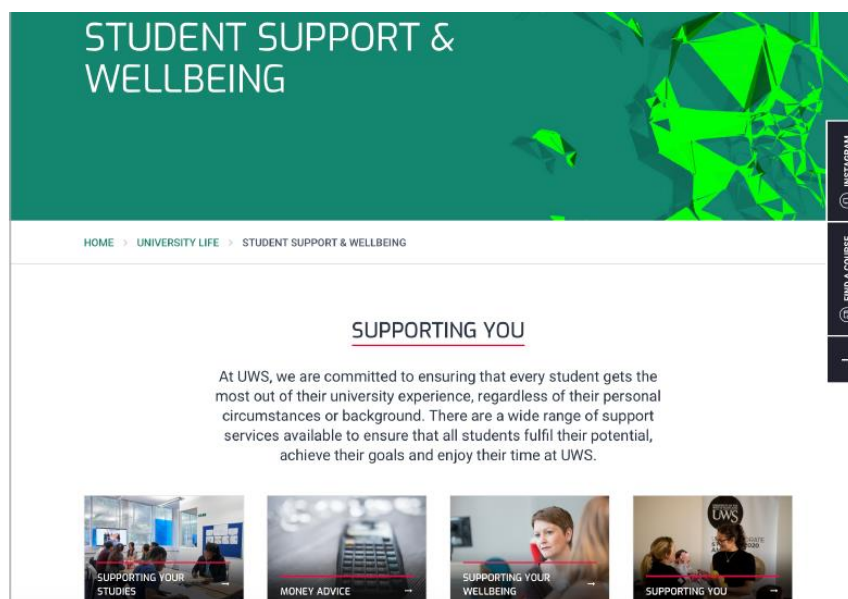 STUDENT SUPPORT &
WELLBEING
INSTAGRAM
FIND A COURSE
HOME > UNIVERSITY LIFE > STUDENT SUPPORT & WELLBEING
SUPPORTING YOU
At UWS, we are committed to ensuring that every student gets the
most out of their university experience, regardless of their personal
circumstances or background. There are a wide range of support
services available to ensure that all students fulfil their potential,
achieve their goals and enjoy their time at UWS.
SUPPORTING YOUR
STUDIES
MONEY ADVICE
SUPPORTING YOUR
WELLBEING
UWS
SUPPORTING YOU